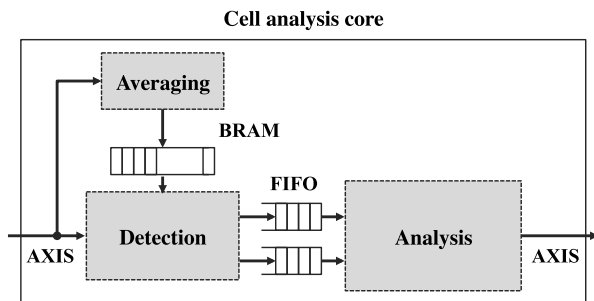 Cell analysis core
Averaging
BRAM
FIFO
AXIS
Detection
Analysis
AXIS